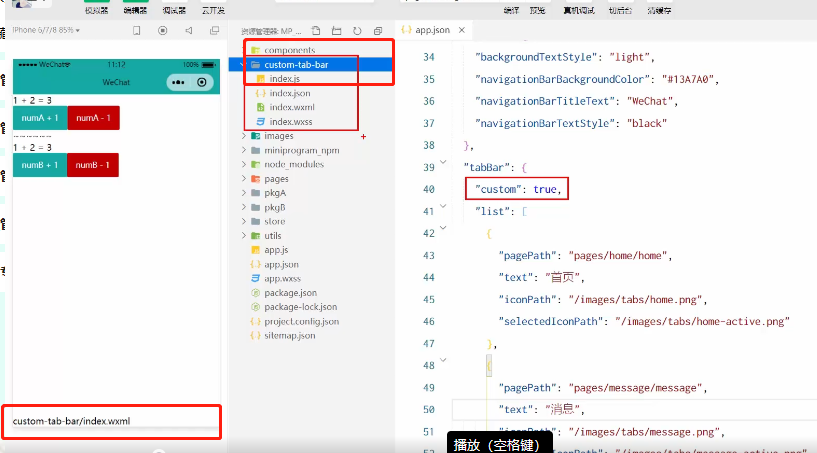 模拟器 编辑器 调试器 云开发 编译 预览 真机调试 切后台 清缓存
iPhone 6/7/8 85%
资源管理器: MP ...
app.json
WeChat 11:12 100%
WeChat
1 + 2 = 3
numA + 1 numA - 1
1 + 2 = 3
numB + 1 numB - 1
custom-tab-bar/index.wxml
components
custom-tab-bar
index.js
index.json
index.wxml
index.wxss
images
miniprogram_npm
node_modules
pages
pkgA
pkgB
store
utils
app.js
app.json
app.wxss
package.json
package-lock.json
project.config.json
sitemap.json
34 "backgroundTextStyle": "light",
35 "navigationBarBackgroundColor": "#13A7A0",
36 "navigationBarTitleText": "WeChat",
37 "navigationBarTextStyle": "black"
38 },
39 "tabBar": {
40 "custom": true,
41 "list": [
42 {
43 "pagePath": "pages/home/home",
44 "text": "首页",
45 "iconPath": "/images/tabs/home.png",
46 "selectedIconPath": "/images/tabs/home-active.png"
47 },
48 {
49 "pagePath": "pages/message/message",
50 "text": "消息",
51 "iconPath": "/images/tabs/message.png",
播放（空格键）